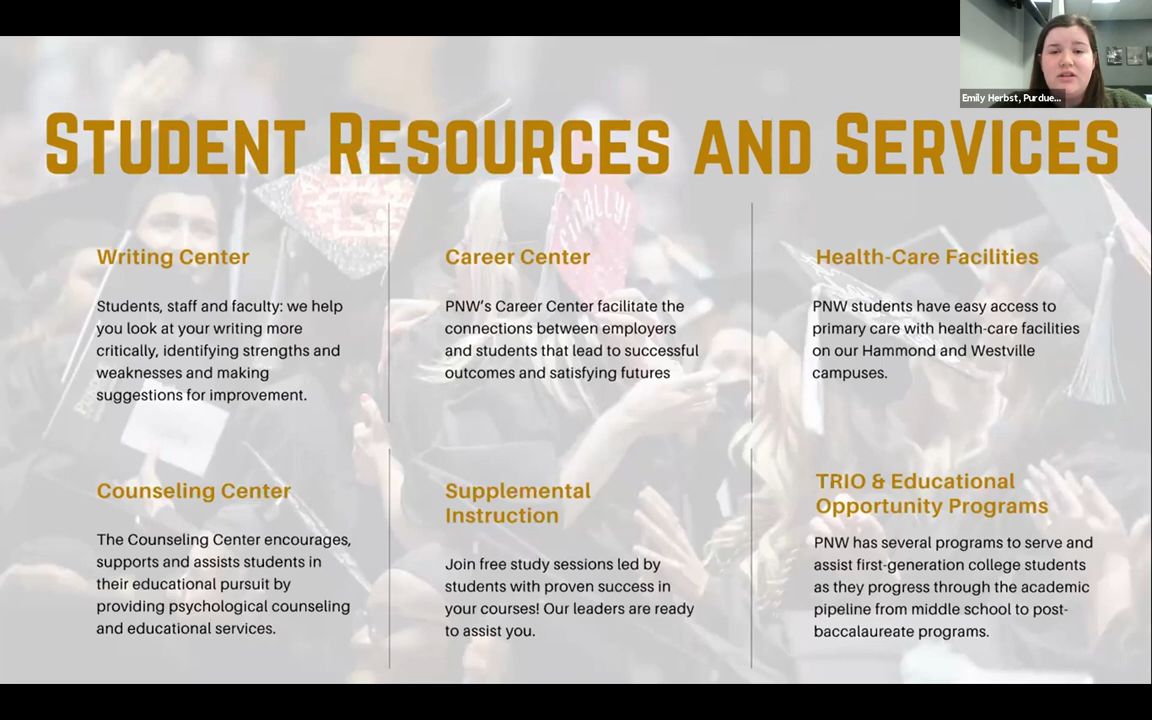 Emily Herbst, Purdue...
STUDENT RESOURCES AND SERVICES
Writing Center
Students, staff and faculty: we help
you look at your writing more
critically, identifying strengths and
weaknesses and making
suggestions for improvement.
Career Center
PNW's Career Center facilitate the
connections between employers
and students that lead to successful
outcomes and satisfying futures
Health-Care Facilities
PNW students have easy access to
primary care with health-care facilities
on our Hammond and Westville
campuses.
Counseling Center
The Counseling Center encourages,
supports and assists students in
their educational pursuit by
providing psychological counseling
and educational services.
Supplemental
Instruction
Join free study sessions led by
students with proven success in
your courses! Our leaders are ready
to assist you.
TRIO & Educational
Opportunity Programs
PNW has several programs to serve and
assist first-generation college students
as they progress through the academic
pipeline from middle school to post-
baccalaureate programs.
finally!